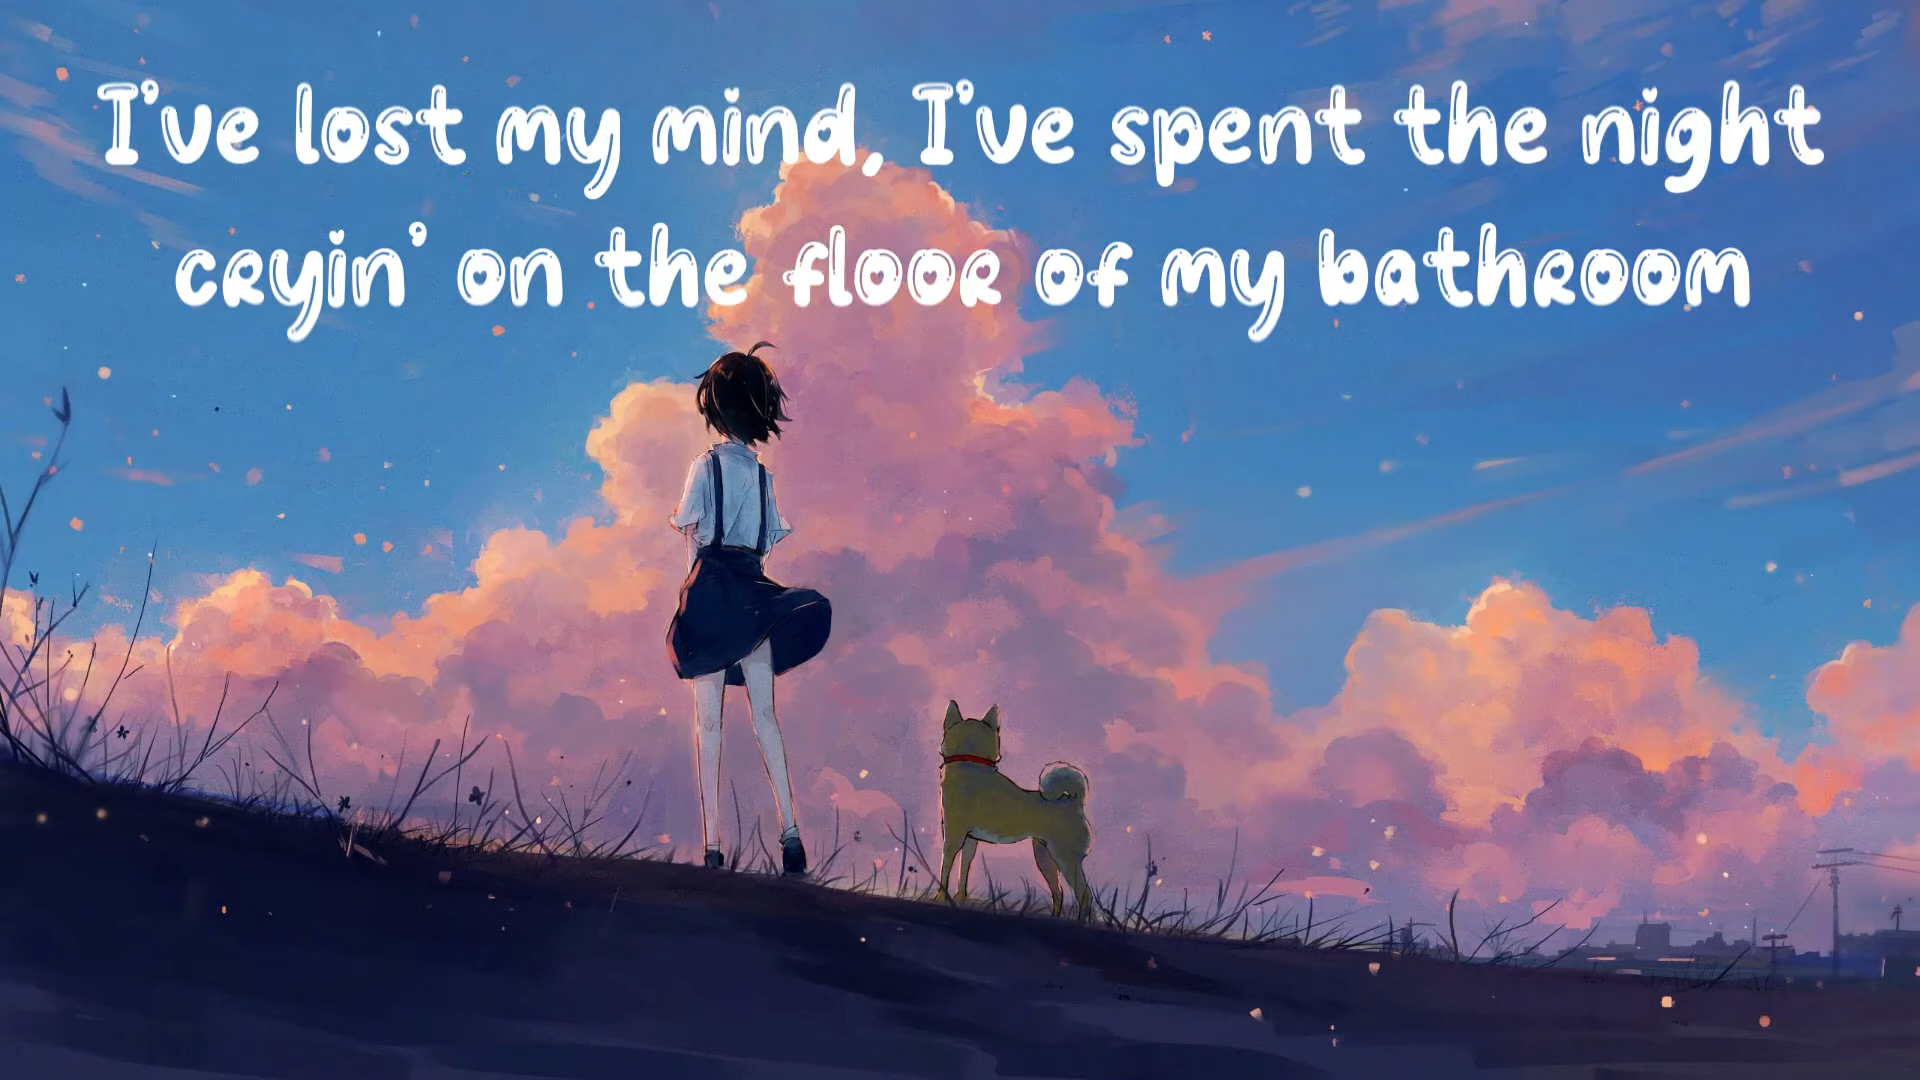 I've lost my mind, I've spent the night
cryin' on the floor of my bathroom